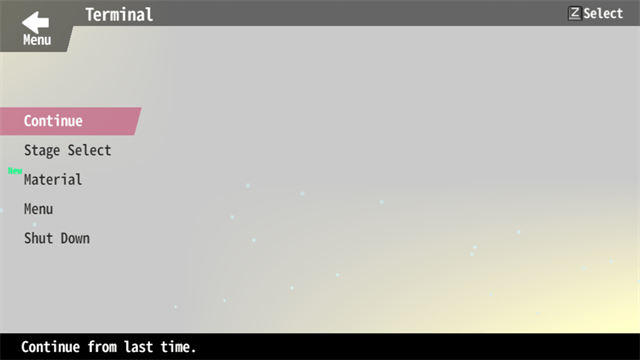 Menu
Terminal
Z Select
Continue
Stage Select
New
Material
Menu
Shut Down
Continue from last time.